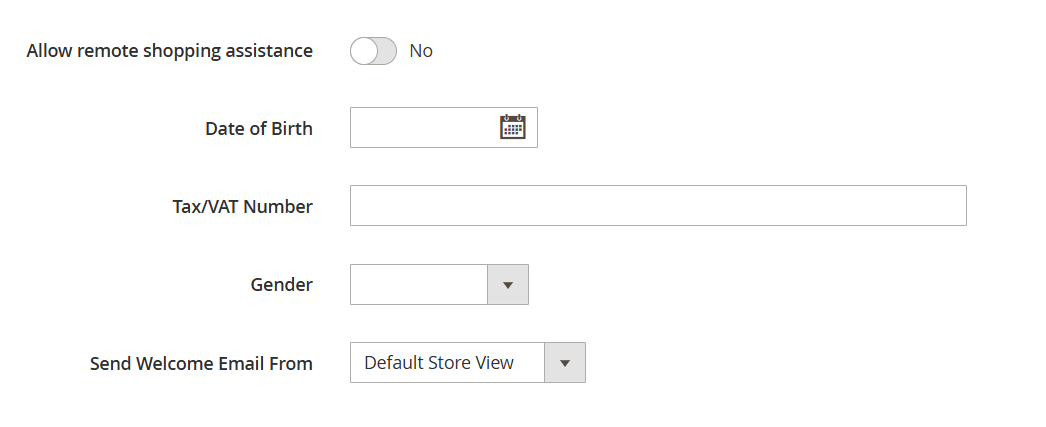 Allow remote shopping assistance No
Date of Birth
Tax/VAT Number
Gender
Send Welcome Email From Default Store View